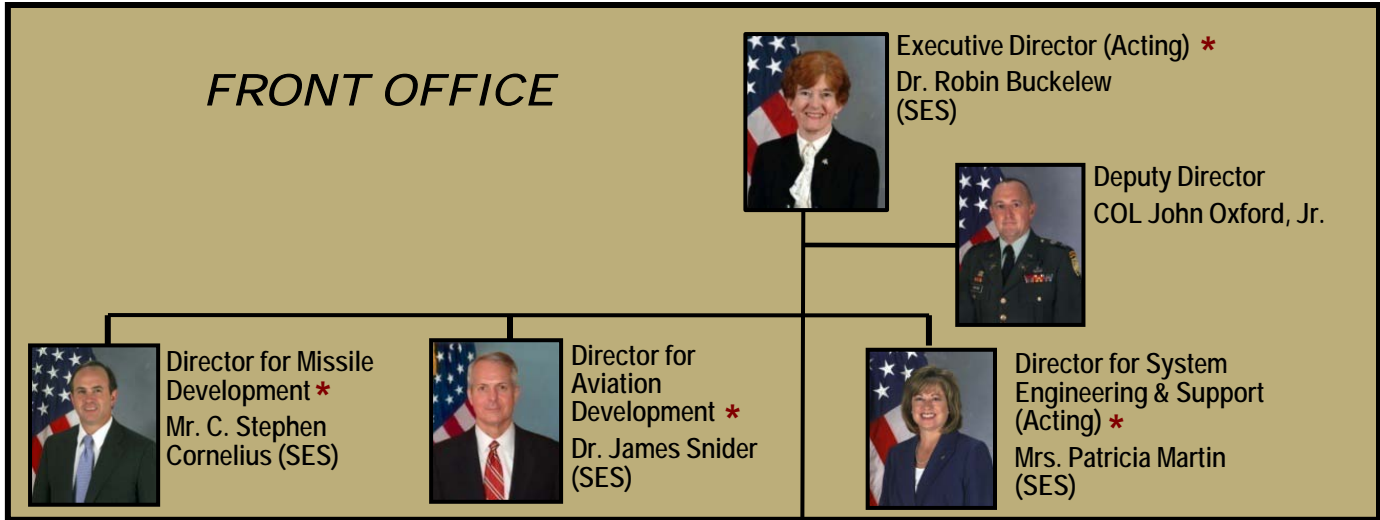 FRONT OFFICE
Executive Director (Acting) *
Dr. Robin Buckelew
(SES)
Deputy Director
COL John Oxford, Jr.
Director for Missile
Development *
Mr. C. Stephen
Cornelius (SES)
Director for
Aviation
Development *
Dr. James Snider
(SES)
Director for System
Engineering & Support
(Acting) *
Mrs. Patricia Martin
(SES)